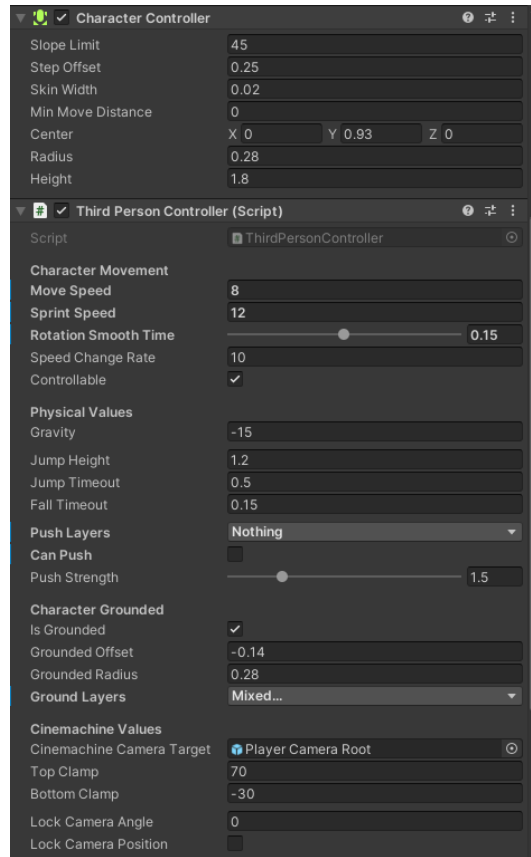 Character Controller
Slope Limit 45
Step Offset 0.25
Skin Width 0.02
Min Move Distance 0
Center X 0 Y 0.93 Z 0
Radius 0.28
Height 1.8
# Third Person Controller (Script)
Script # ThirdPersonController
Character Movement
Move Speed 8
Sprint Speed 12
Rotation Smooth Time 0.15
Speed Change Rate 10
Controllable
Physical Values
Gravity -15
Jump Height 1.2
Jump Timeout 0.5
Fall Timeout 0.15
Push Layers Nothing
Can Push
Push Strength 1.5
Character Grounded
Is Grounded
Grounded Offset -0.14
Grounded Radius 0.28
Ground Layers Mixed...
Cinemachine Values
Cinemachine Camera Target Player Camera Root
Top Clamp 70
Bottom Clamp -30
Lock Camera Angle 0
Lock Camera Position